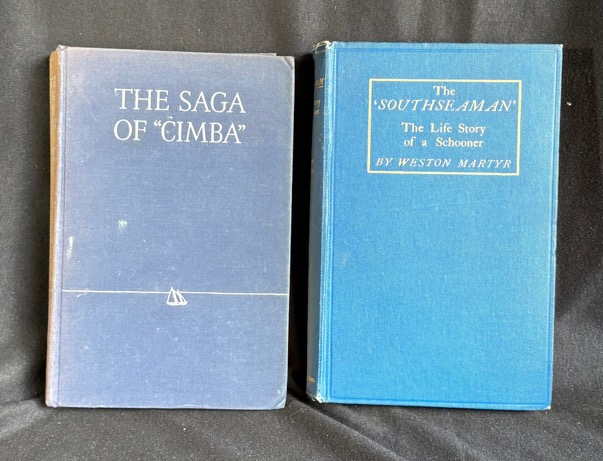 THE SAGA
OF "CIMBA"
The
'SOUTHSEAMAN'
The Life Story
of a Schooner
BY WESTON MARTYR